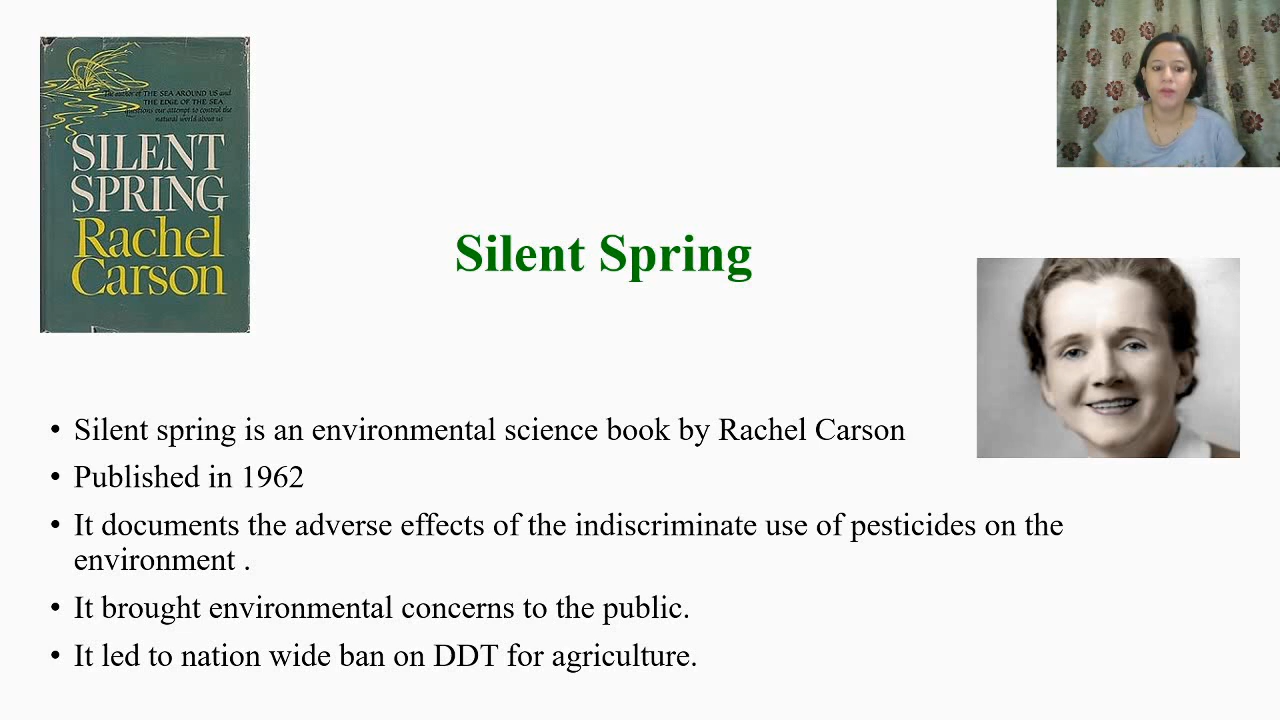 The author of THE SEA AROUND US and
THE EDGE OF THE SEA
questions our attempt to control the
natural world about us
SILENT
SPRING
Rachel
Carson
Silent Spring
• Silent spring is an environmental science book by Rachel Carson
• Published in 1962
• It documents the adverse effects of the indiscriminate use of pesticides on the
environment .
• It brought environmental concerns to the public.
• It led to nation wide ban on DDT for agriculture.